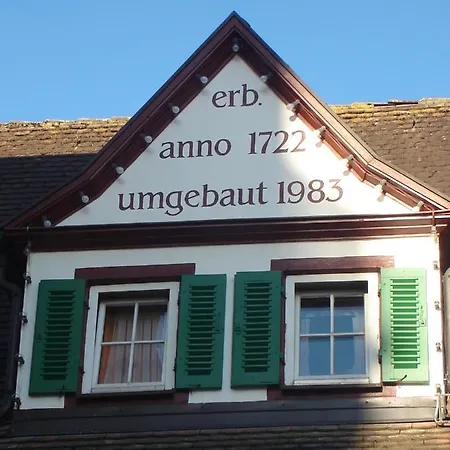 erb.
anno 1722
umgebaut 1983